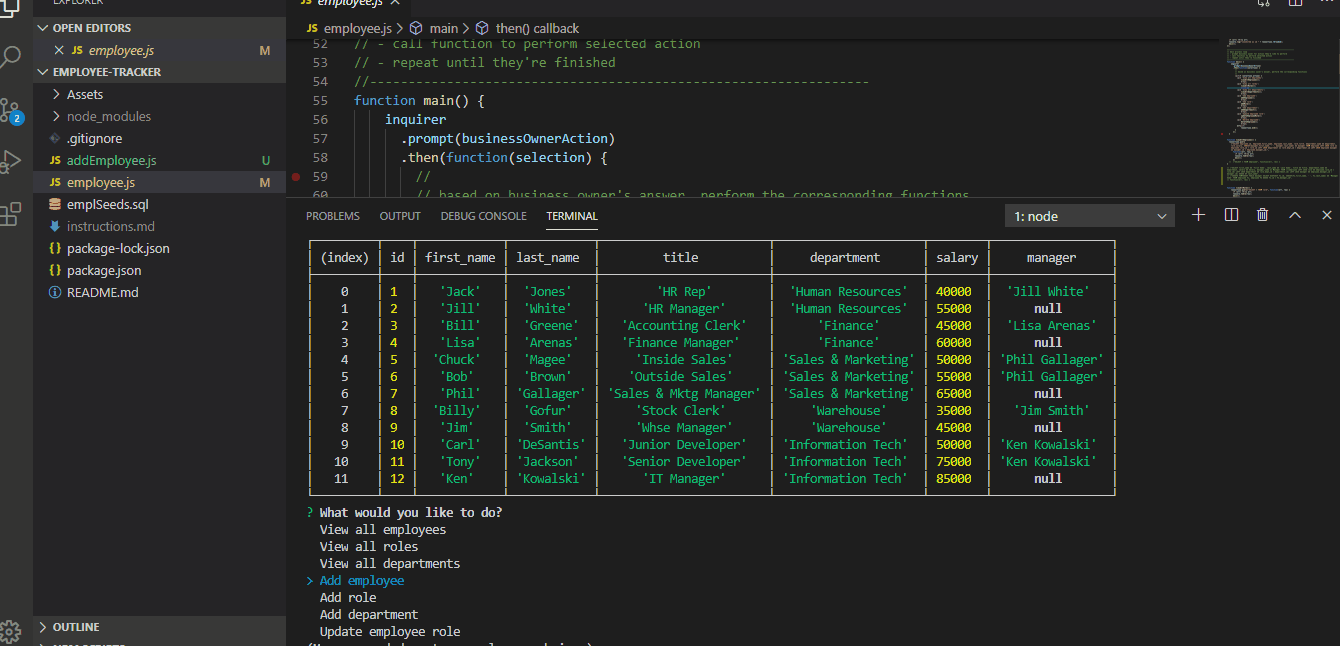 EXPLORER
OPEN EDITORS
JS employee.js M
EMPLOYEE-TRACKER
Assets
node_modules
.gitignore
JS addEmployee.js U
JS employee.js M
emplSeeds.sql
instructions.md
{} package-lock.json
{} package.json
README.md
OUTLINE
2
JS employee.js
JS employee.js > main > then() callback
52 // - call function to perform selected action
53 // - repeat until they're finished
54 //----------------------------------------------------------------
55 function main() {
56 inquirer
57 .prompt(businessOwnerAction)
58 .then(function(selection) {
59 //
60 // based on business owner's answer, perform the corresponding functions
PROBLEMS OUTPUT DEBUG CONSOLE TERMINAL 1: node
(index) id first_name last_name title department salary manager
0 1 'Jack' 'Jones' 'HR Rep' 'Human Resources' 40000 'Jill White'
1 2 'Jill' 'White' 'HR Manager' 'Human Resources' 55000 null
2 3 'Bill' 'Greene' 'Accounting Clerk' 'Finance' 45000 'Lisa Arenas'
3 4 'Lisa' 'Arenas' 'Finance Manager' 'Finance' 60000 null
4 5 'Chuck' 'Magee' 'Inside Sales' 'Sales & Marketing' 50000 'Phil Gallager'
5 6 'Bob' 'Brown' 'Outside Sales' 'Sales & Marketing' 55000 'Phil Gallager'
6 7 'Phil' 'Gallager' 'Sales & Mktg Manager' 'Sales & Marketing' 65000 null
7 8 'Billy' 'Gofur' 'Stock Clerk' 'Warehouse' 35000 'Jim Smith'
8 9 'Jim' 'Smith' 'Whse Manager' 'Warehouse' 45000 null
9 10 'Carl' 'DeSantis' 'Junior Developer' 'Information Tech' 50000 'Ken Kowalski'
10 11 'Tony' 'Jackson' 'Senior Developer' 'Information Tech' 75000 'Ken Kowalski'
11 12 'Ken' 'Kowalski' 'IT Manager' 'Information Tech' 85000 null
? What would you like to do?
View all employees
View all roles
View all departments
> Add employee
Add role
Add department
Update employee role